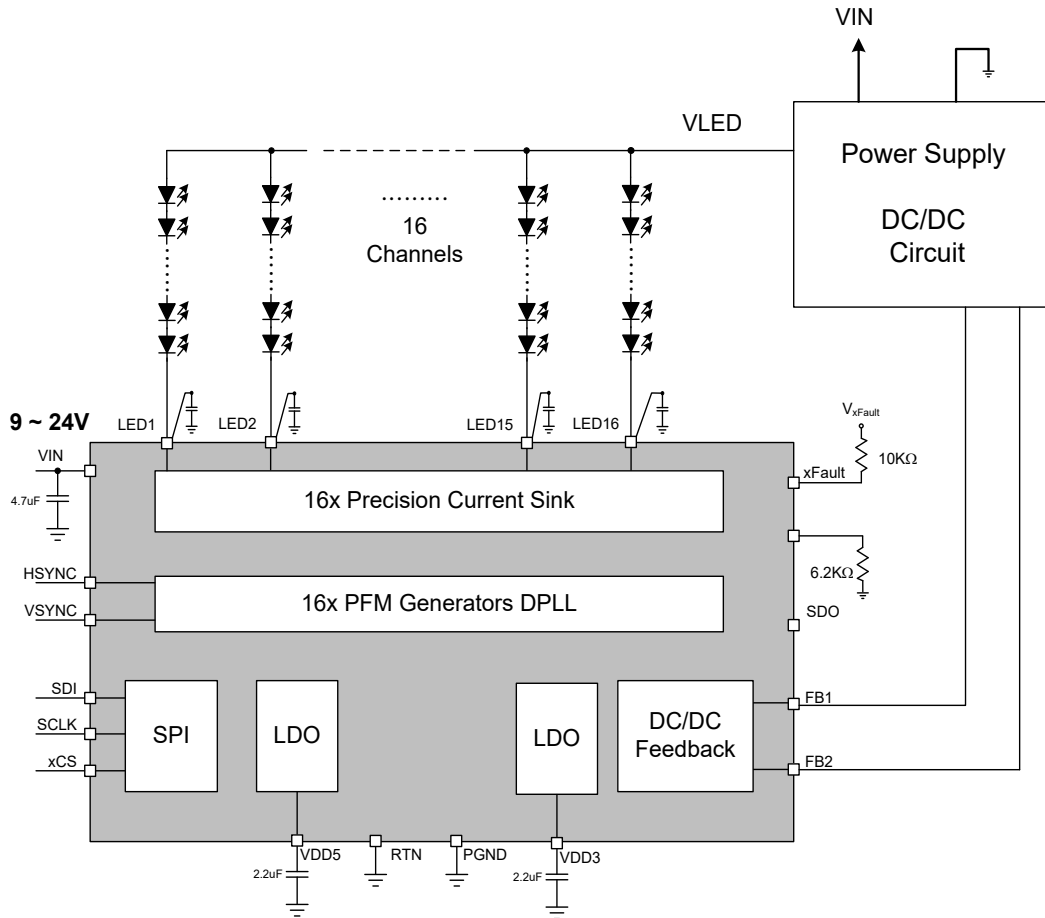 VIN
VLED
Power Supply
DC/DC
Circuit
.........
16
Channels
9 ~ 24V
LED1
LED2
LED15
LED16
VxFault
10KΩ
VIN
xFault
4.7uF
16x Precision Current Sink
6.2KΩ
HSYNC
VSYNC
16x PFM Generators DPLL
SDO
SDI
SCLK
xCS
SPI
LDO
LDO
DC/DC
Feedback
FB1
FB2
VDD5
RTN
PGND
VDD3
2.2uF
2.2uF